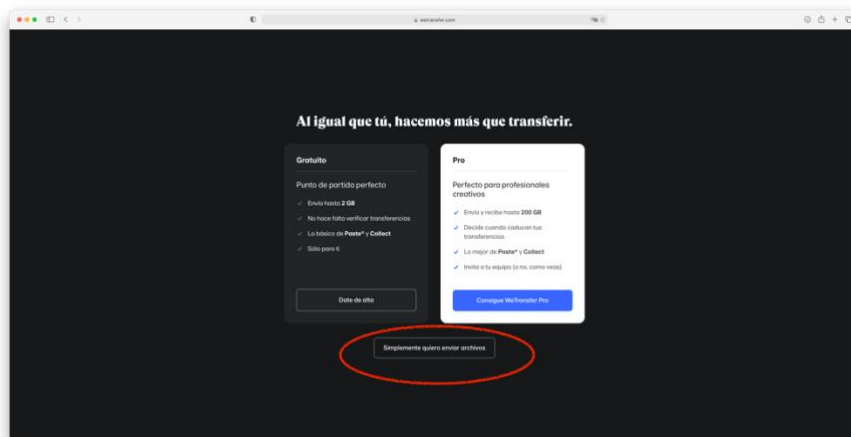 wetransfer.com
Al igual que tú, hacemos más que transferir.
Gratuito
Punto de partida perfecto
Envía hasta 2 GB
No hace falta verificar transferencias
Lo básico de Paste® y Collect
Sólo para ti
Date de alta
Pro
Perfecto para profesionales
creativos
Envía y recibe hasta 200 GB
Decide cuando caducan tus
transferencias
Lo mejor de Paste® y Collect
Invita a tu equipo (o no, como veas)
Consigue WeTransfer Pro
Simplemente quiero enviar archivos